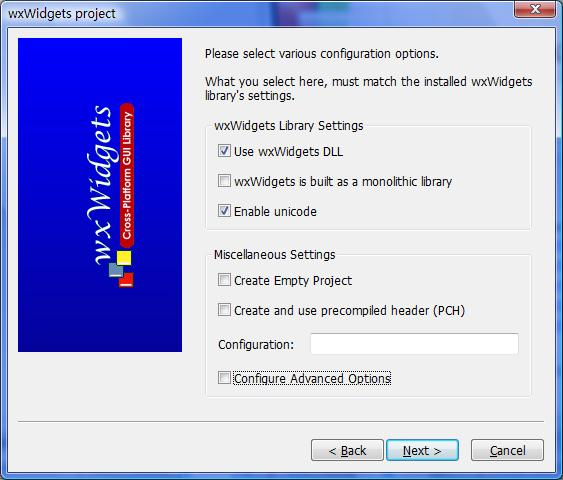 wxWidgets project
Please select various configuration options.
What you select here, must match the installed wxWidgets
library's settings.
wxWidgets
Cross-Platform GUI Library
wxWidgets Library Settings
Use wxWidgets DLL
wxWidgets is built as a monolithic library
Enable unicode
Miscellaneous Settings
Create Empty Project
Create and use precompiled header (PCH)
Configuration:
Configure Advanced Options
< Back
Next >
Cancel